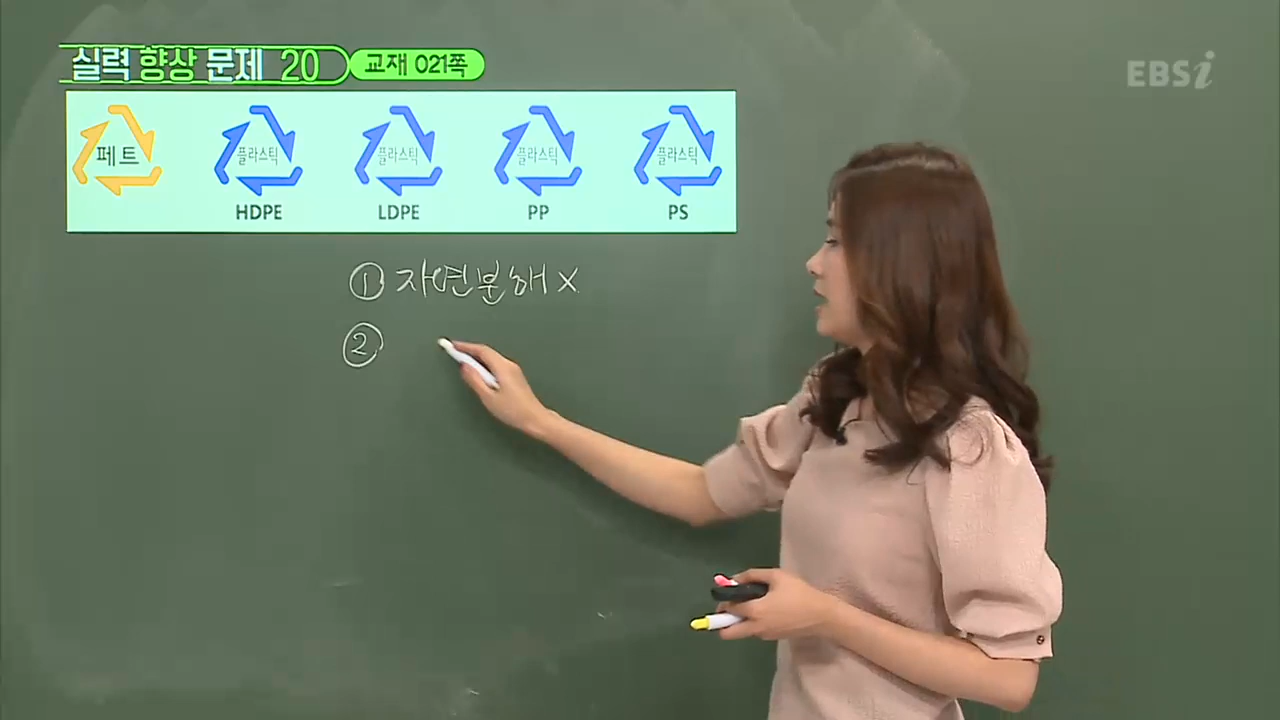 실력 향상 문제 20 교재 021쪽
EBSi
페트 플라스틱 플라스틱 플라스틱 플라스틱
HDPE LDPE PP PS
① 자연분해 X
②